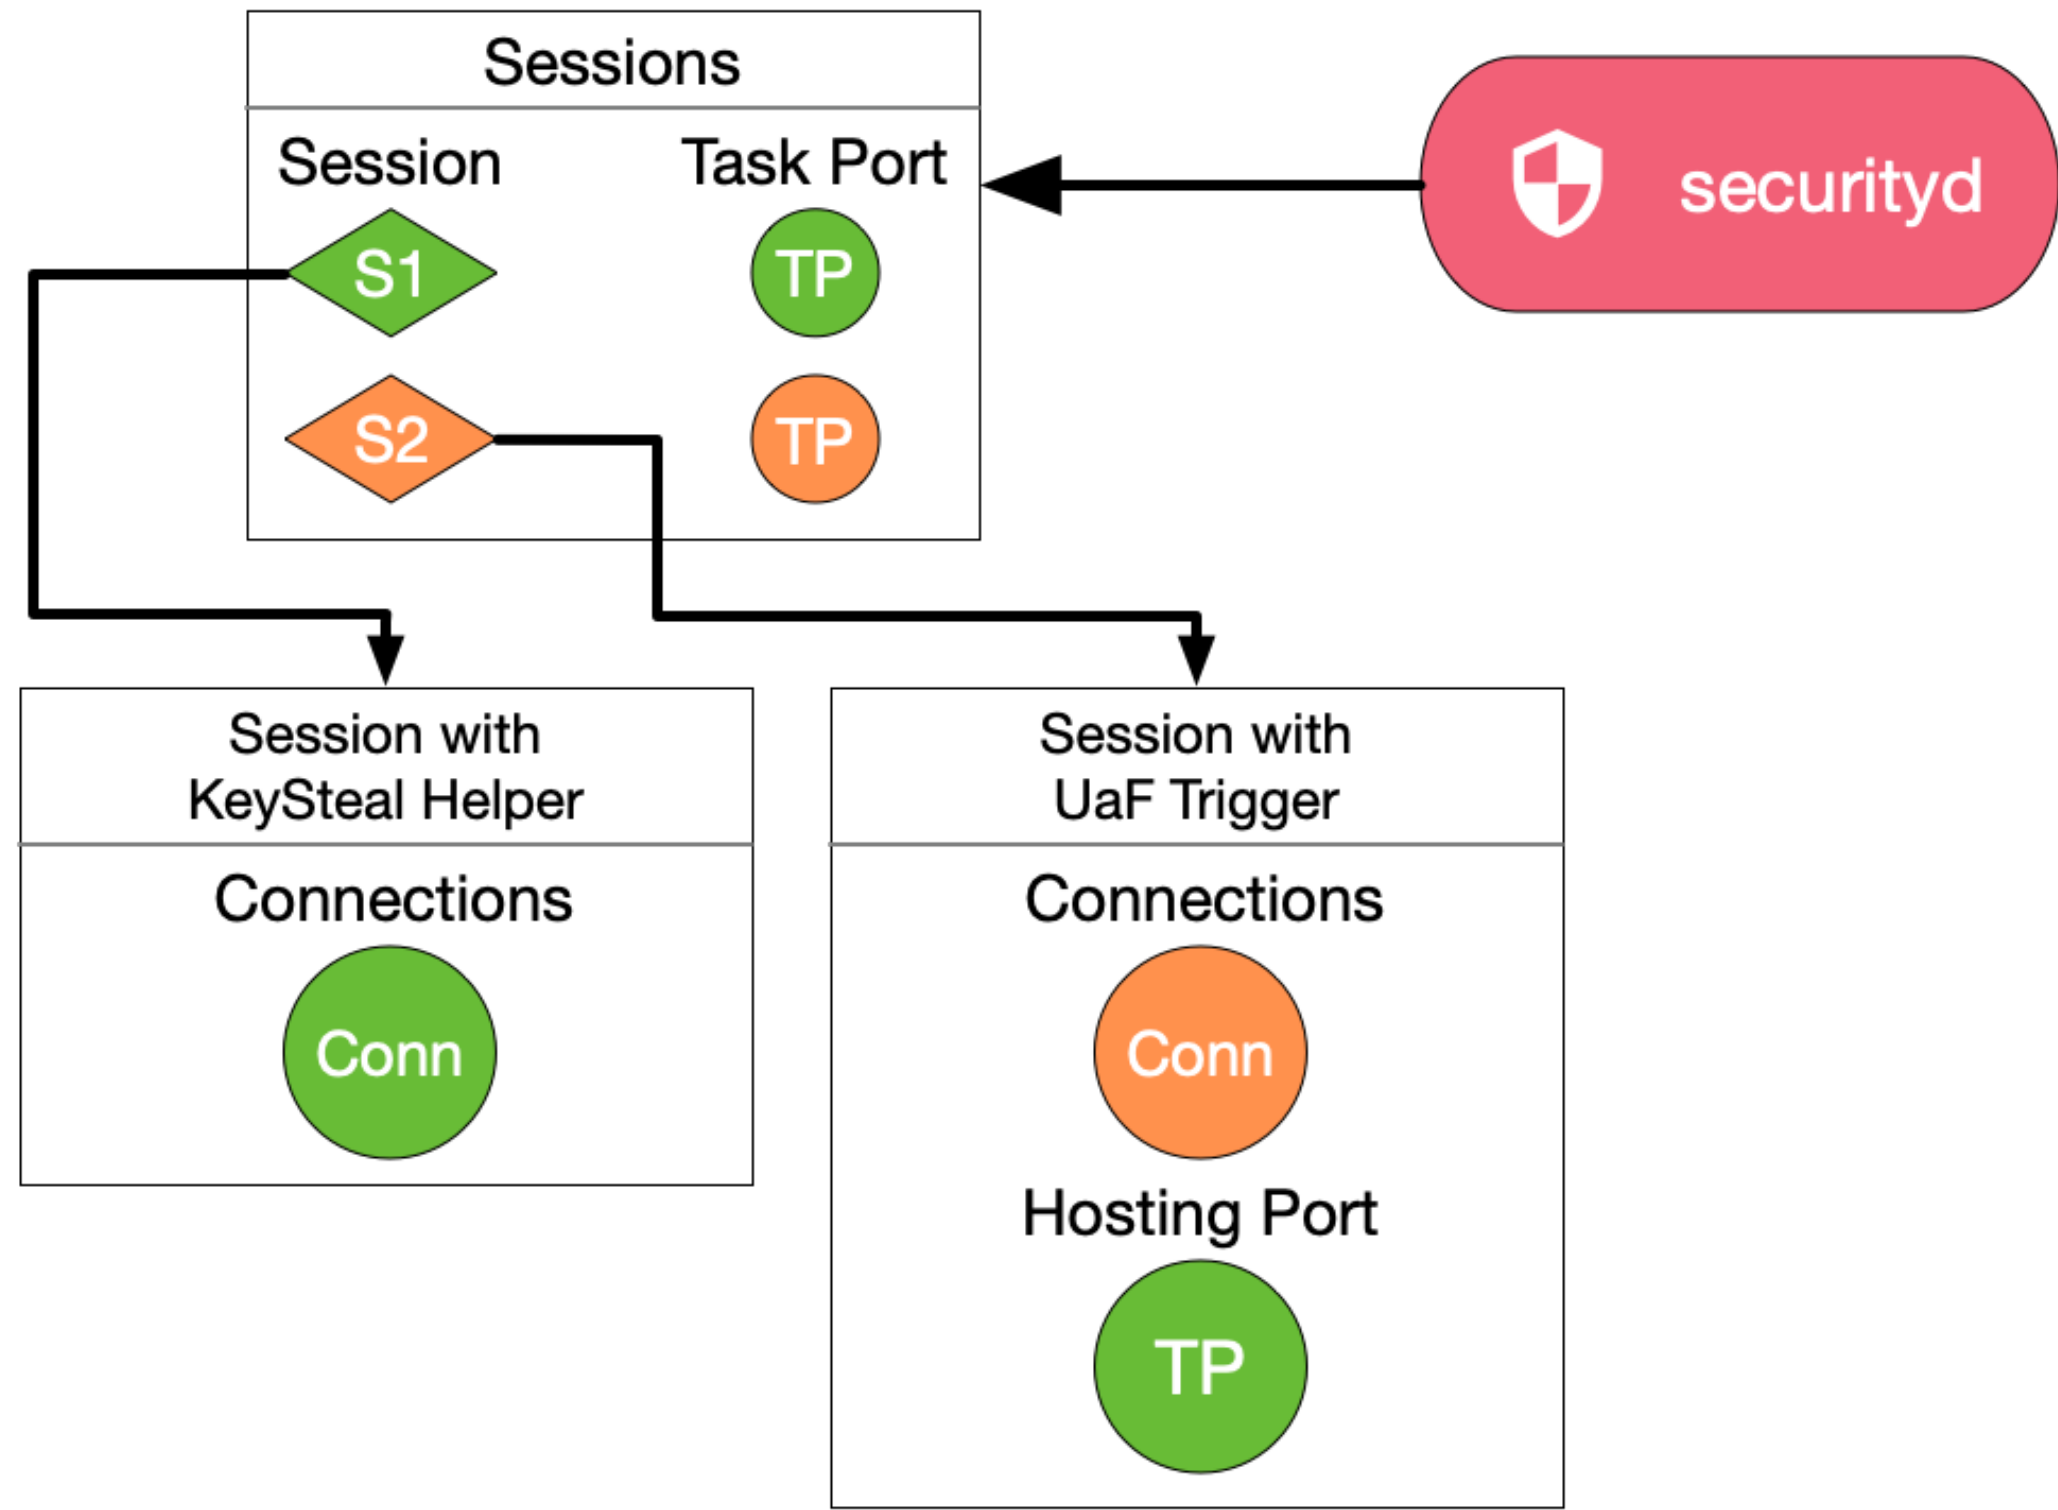 Sessions
Session Task Port
securityd
S1 TP
S2 TP
Session with
KeySteal Helper
Connections
Conn
Session with
UaF Trigger
Connections
Conn
Hosting Port
TP